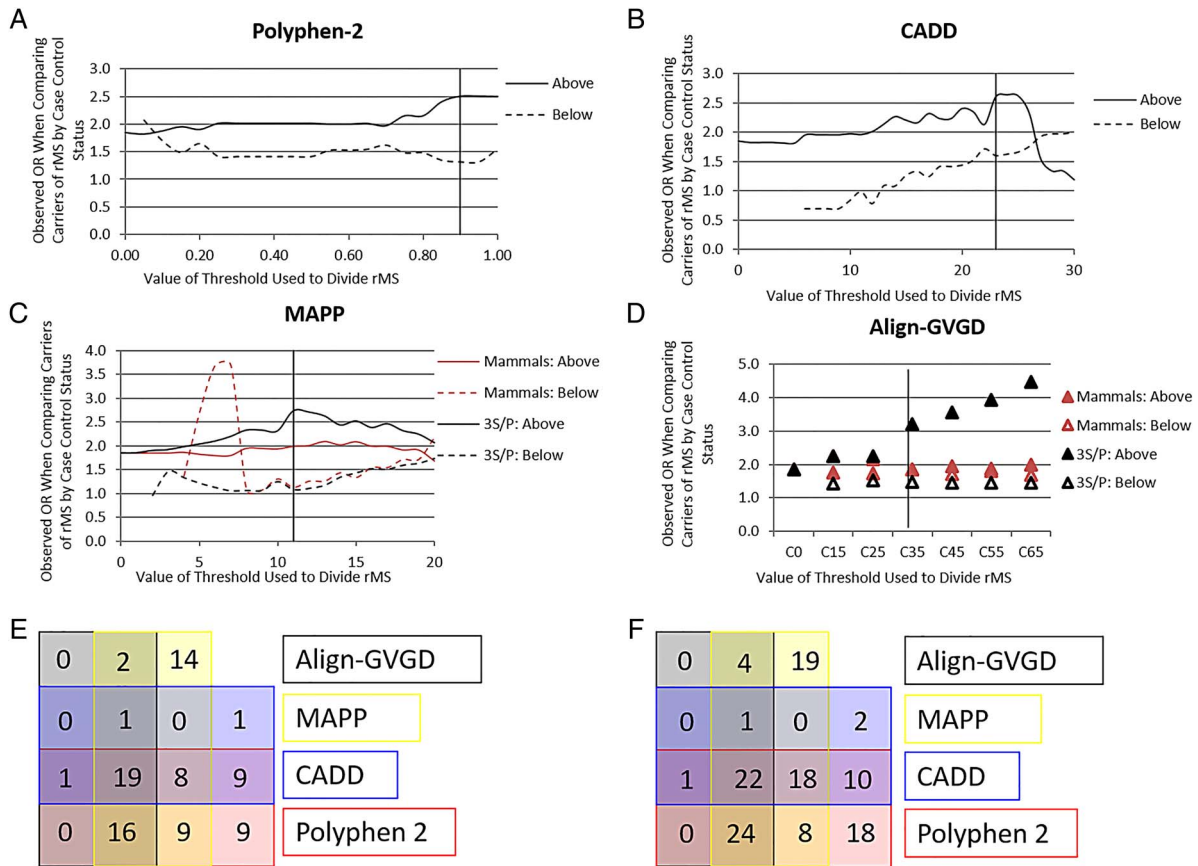 A
Polyphen-2
Observed OR When Comparing
Carriers of rMS by Case Control
Status
3.0
2.5
2.0
1.5
1.0
0.5
0.0
0.00
0.20
0.40
0.60
0.80
1.00
Value of Threshold Used to Divide rMS
Above
Below
B
CADD
Observed OR When Comparing
Carriers of rMS by Case Control
Status
3.0
2.5
2.0
1.5
1.0
0.5
0.0
0
10
20
30
Value of Threshold Used to Divide rMS
Above
Below
C
MAPP
Observed OR When Comparing Carriers
of rMS by Case Control Status
4.0
3.5
3.0
2.5
2.0
1.5
1.0
0.5
0.0
0
5
10
15
20
Value of Threshold Used to Divide rMS
Mammals: Above
Mammals: Below
3S/P: Above
3S/P: Below
D
Align-GVGD
Observed OR When Comparing
Carriers of rMS by Case Control
Status
5.0
4.0
3.0
2.0
1.0
0.0
C0
C15
C25
C35
C45
C55
C65
Value of Threshold Used to Divide rMS
Mammals: Above
Mammals: Below
3S/P: Above
3S/P: Below
E
0 2 14
Align-GVGD
0 1 0 1
MAPP
1 19 8 9
CADD
0 16 9 9
Polyphen 2
F
0 4 19
Align-GVGD
0 1 0 2
MAPP
1 22 18 10
CADD
0 24 8 18
Polyphen 2